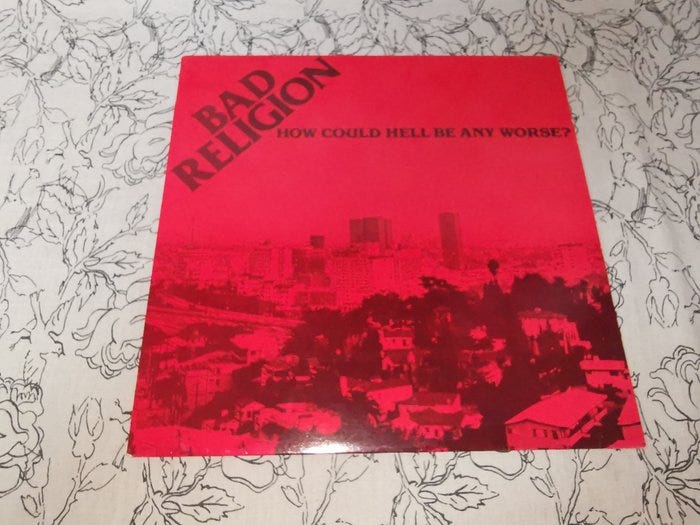 BAD
RELIGION
HOW COULD HELL BE ANY WORSE?